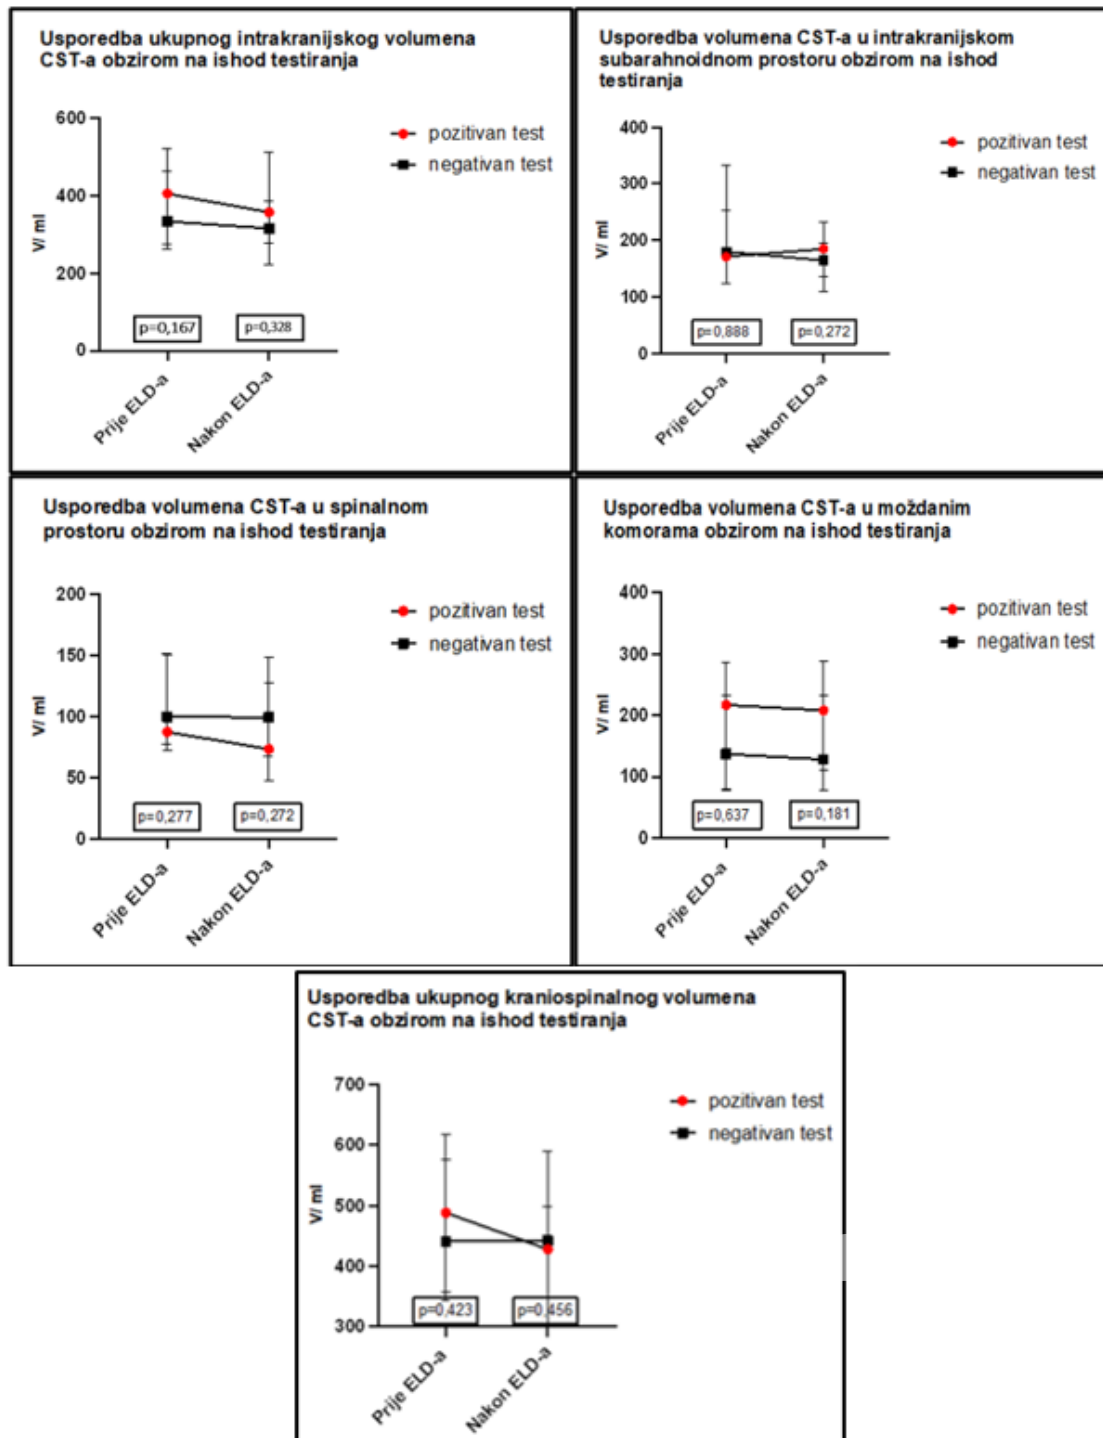 Usporedba ukupnog intrakranijskog volumena
CST-a obzirom na ishod testiranja
600
400
200
0
V/ ml
pozitivan test
negativan test
p=0,167
p=0,328
Prije ELD-a
Nakon ELD-a
Usporedba volumena CST-a u intrakranijskom
subarahnoidnom prostoru obzirom na ishod
testiranja
400
300
200
100
0
V/ ml
pozitivan test
negativan test
p=0,888
p=0,272
Prije ELD-a
Nakon ELD-a
Usporedba volumena CST-a u spinalnom
prostoru obzirom na ishod testiranja
200
150
100
50
0
V/ ml
pozitivan test
negativan test
p=0,277
p=0,272
Prije ELD-a
Nakon ELD-a
Usporedba volumena CST-a u moždanim
komorama obzirom na ishod testiranja
400
300
200
100
0
V/ ml
pozitivan test
negativan test
p=0,637
p=0,181
Prije ELD-a
Nakon ELD-a
Usporedba ukupnog kraniospinalnog volumena
CST-a obzirom na ishod testiranja
700
600
500
400
300
V/ ml
pozitivan test
negativan test
p=0,423
p=0,456
Prije ELD-a
Nakon ELD-a